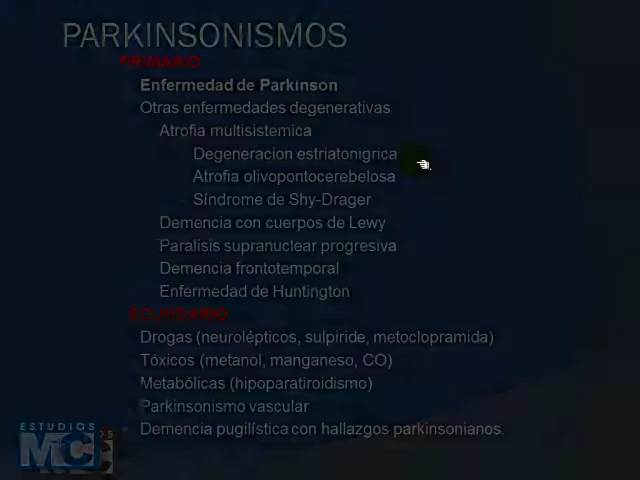 PARKINSONISMOS
PRIMARIO
Enfermedad de Parkinson
Otras enfermedades degenerativas
Atrofia multisistemica
Degeneracion estriatonigrica
Atrofia olivopontocerebelosa
Síndrome de Shy-Drager
Demencia con cuerpos de Lewy
Paralisis supranuclear progresiva
Demencia frontotemporal
Enfermedad de Huntington
ECUNDARIO
Drogas (neurolépticos, sulpiride, metoclopramida)
Tóxicos (metanol, manganeso, CO)
Metabólicas (hipoparatiroidismo)
Parkinsonismo vascular
Demencia pugilística con hallazgos parkinsonianos.
ESTUDIOS
MC